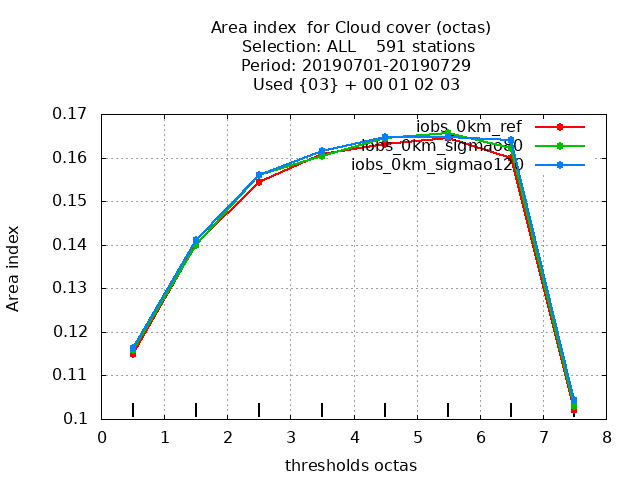 Area index  for Cloud cover (octas)
Selection: ALL    591 stations
Period: 20190701-20190729
Used {03} + 00 01 02 03
0.17
0.16
0.15
0.14
0.13
0.12
0.11
0.1
Area index
iobs_0km_ref
iobs_0km_sigmao80
iobs_0km_sigmao120
0 1 2 3 4 5 6 7 8
thresholds octas